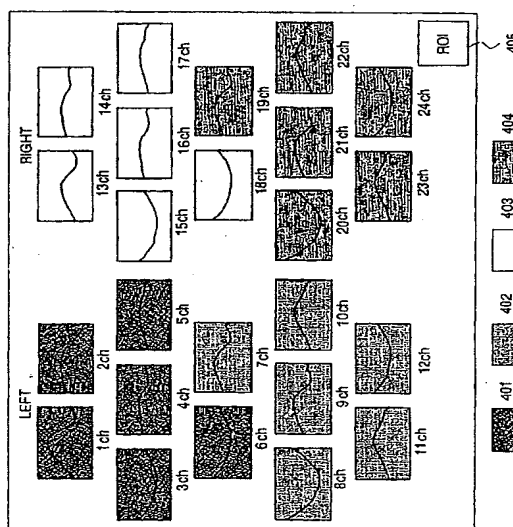 LEFT RIGHT
1ch 2ch 13ch 14ch
3ch 4ch 5ch 15ch 16ch 17ch
6ch 7ch 18ch 19ch
8ch 9ch 10ch 20ch 21ch 22ch
11ch 12ch 23ch 24ch
ROI
401 402 403 404 405